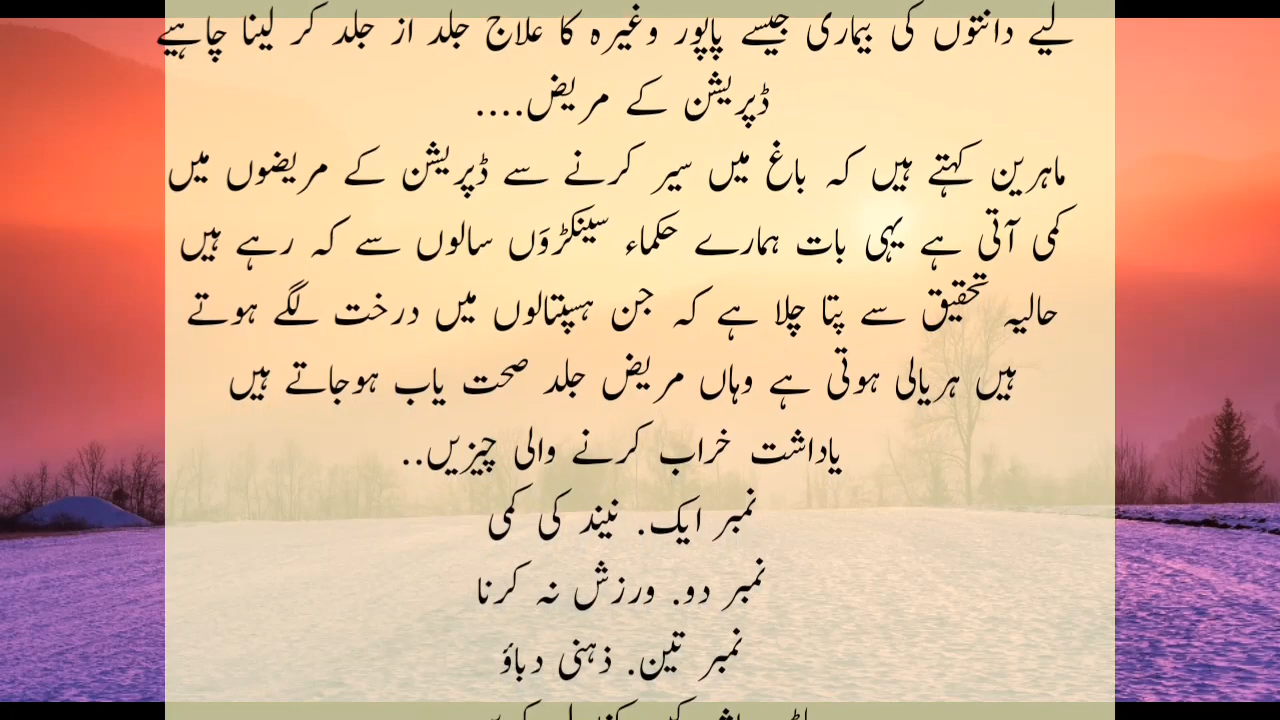 لیے دانتوں کی بیماری جیسے پاپور وغیرہ کا علاج جلد از جلد کر لینا چاہیے
ڈپریشن کے مریض....
ماہرین کہتے ہیں کہ باغ میں سیر کرنے سے ڈپریشن کے مریضوں میں
کمی آتی ہے یہی بات ہمارے حکماء سینکڑوَں سالوں سے کہ رہے ہیں
حالیہ تحقیق سے پتا چلا ہے کہ جن ہسپتالوں میں درخت لگے ہوتے
ہیں ہریالی ہوتی ہے وہاں مریض جلد صحت یاب ہوجاتے ہیں
یاداشت خراب کرنے والی چیزیں..
نمبر ایک. نیند کی کمی
نمبر دو. ورزش نہ کرنا
نمبر تین. ذہنی دباؤ